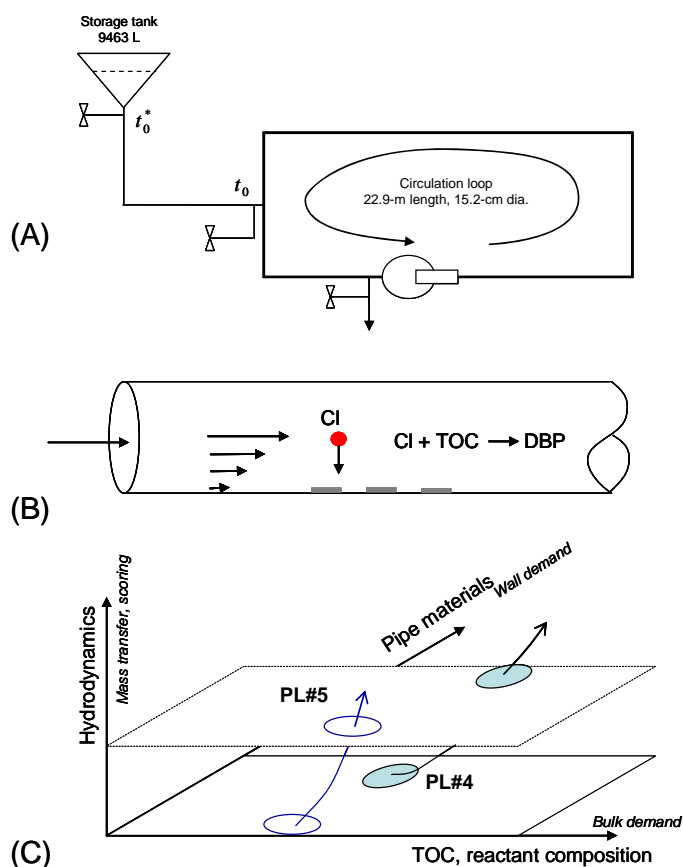 Storage tank
9463 L
t₀*
t₀
Circulation loop
22.9-m length, 15.2-cm dia.
(A)
Cl
Cl + TOC → DBP
(B)
Hydrodynamics
Mass transfer, scoring
Pipe materials
Wall demand
PL#5
PL#4
Bulk demand
TOC, reactant composition
(C)